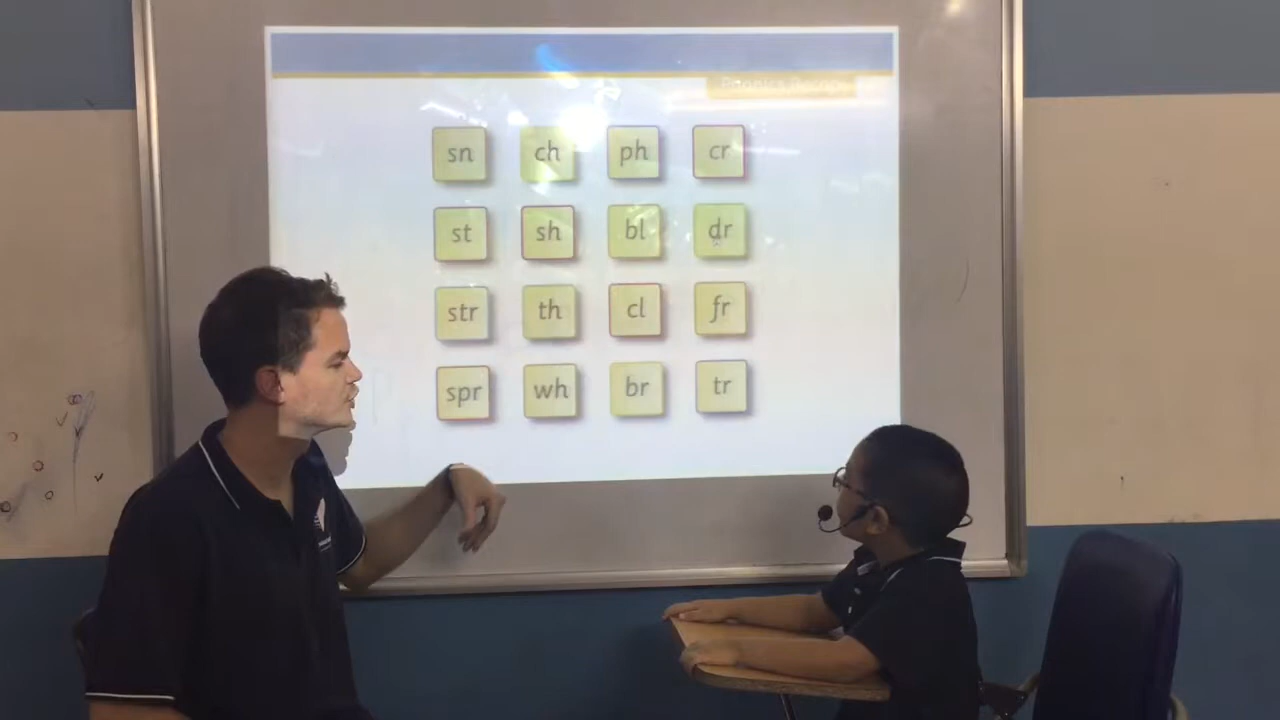 sn ch ph cr
st sh bl dr
str th cl fr
spr wh br tr